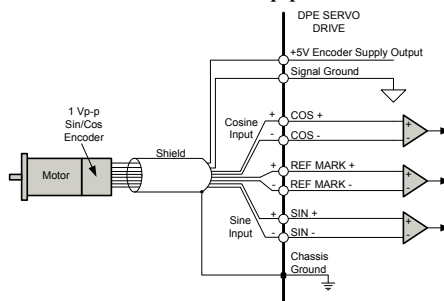 DPE SERVO
DRIVE
+5V Encoder Supply Output
Signal Ground
1 Vp-p
Sin/Cos
Encoder
Shield
Cosine
Input
+
COS +
+
-
COS -
-
Motor
+
REF MARK +
+
-
REF MARK -
-
Sine
Input
+
SIN +
+
-
SIN -
-
Chassis
Ground